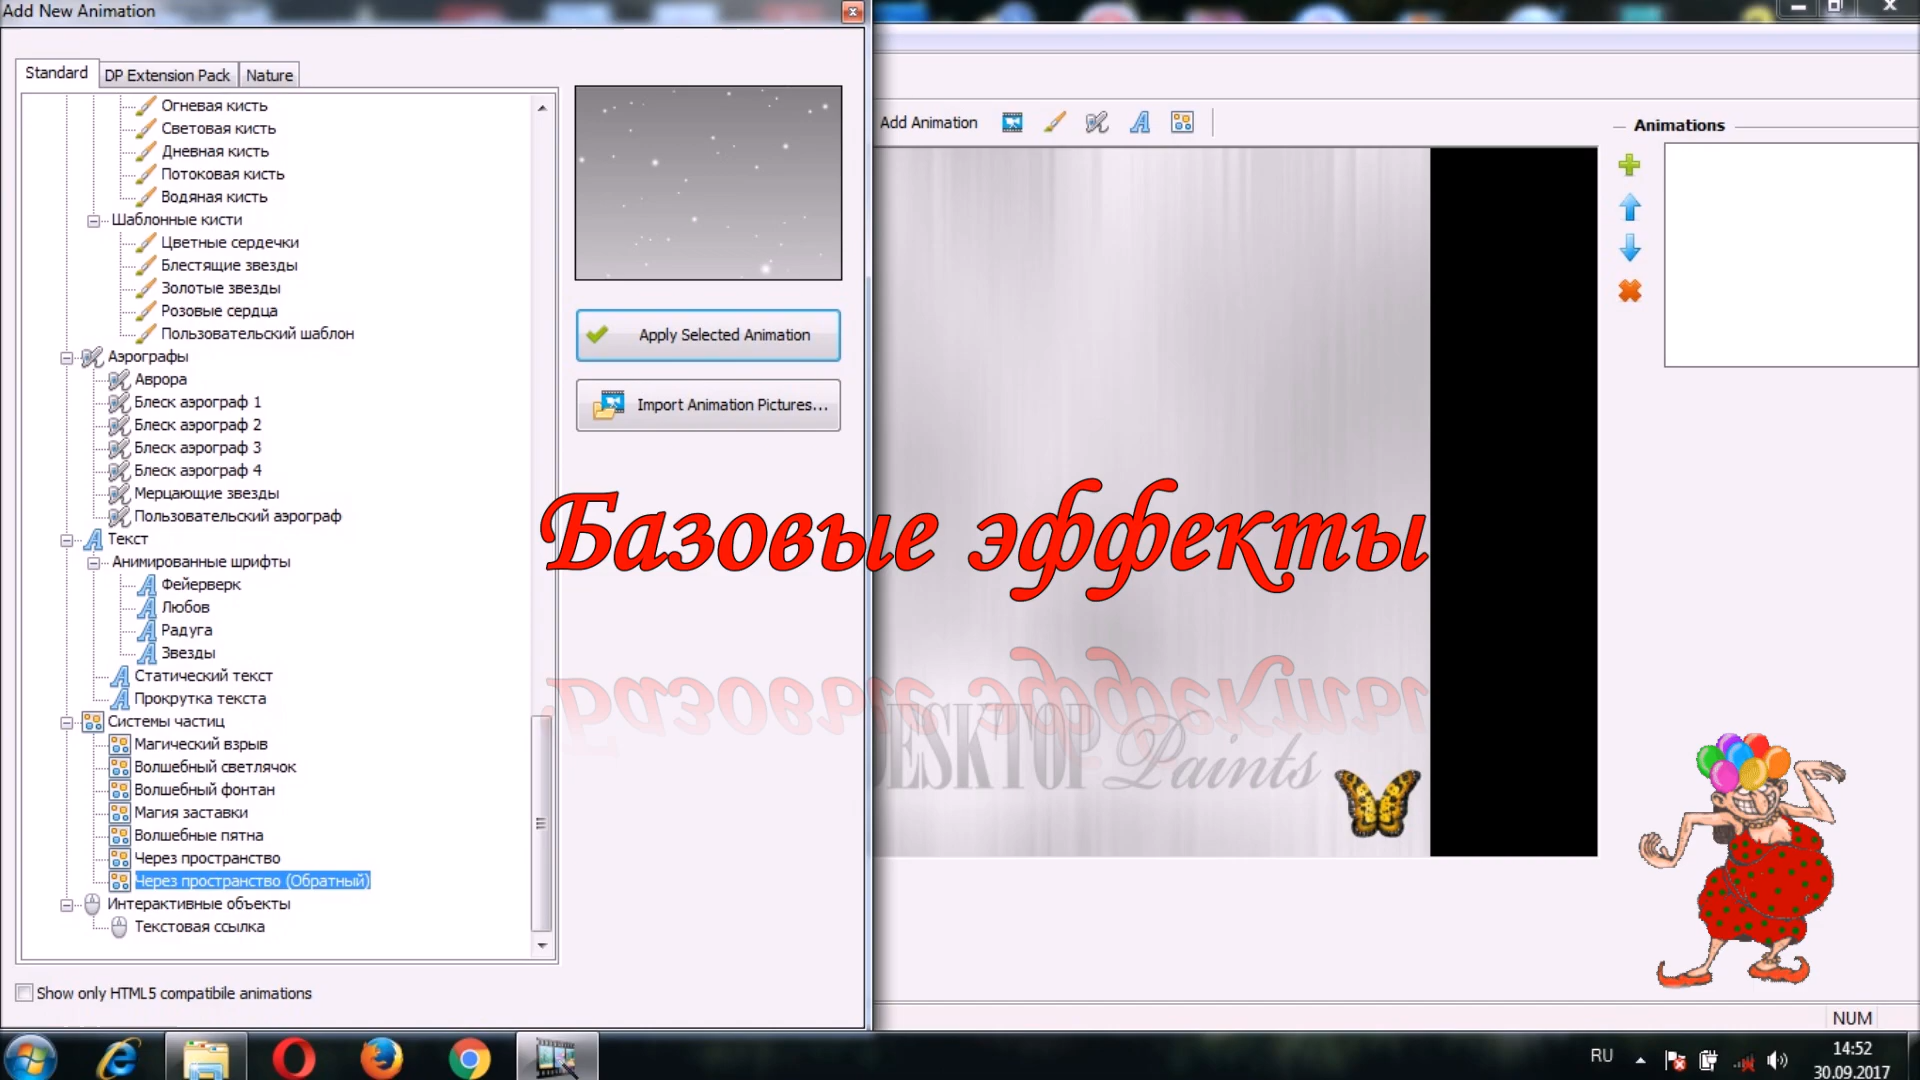 Add New Animation
Standard
DP Extension Pack
Nature
Огневая кисть
Световая кисть
Дневная кисть
Потоковая кисть
Водяная кисть
Шаблонные кисти
Цветные сердечки
Блестящие звезды
Золотые звезды
Розовые сердца
Пользовательский шаблон
Аэрографы
Аврора
Блеск аэрограф 1
Блеск аэрограф 2
Блеск аэрограф 3
Блеск аэрограф 4
Мерцающие звезды
Пользовательский аэрограф
Текст
Анимированные шрифты
Фейерверк
Любов
Радуга
Звезды
Статический текст
Прокрутка текста
Системы частиц
Магический взрыв
Волшебный светлячок
Волшебный фонтан
Магия заставки
Волшебные пятна
Через пространство
Через пространство (Обратный)
Интерактивные объекты
Текстовая ссылка
Show only HTML5 compatibile animations
Apply Selected Animation
Import Animation Pictures...
Add Animation
Animations
Базовые эффекты
DESKTOP Paints
NUM
RU
14:52
30.09.2017